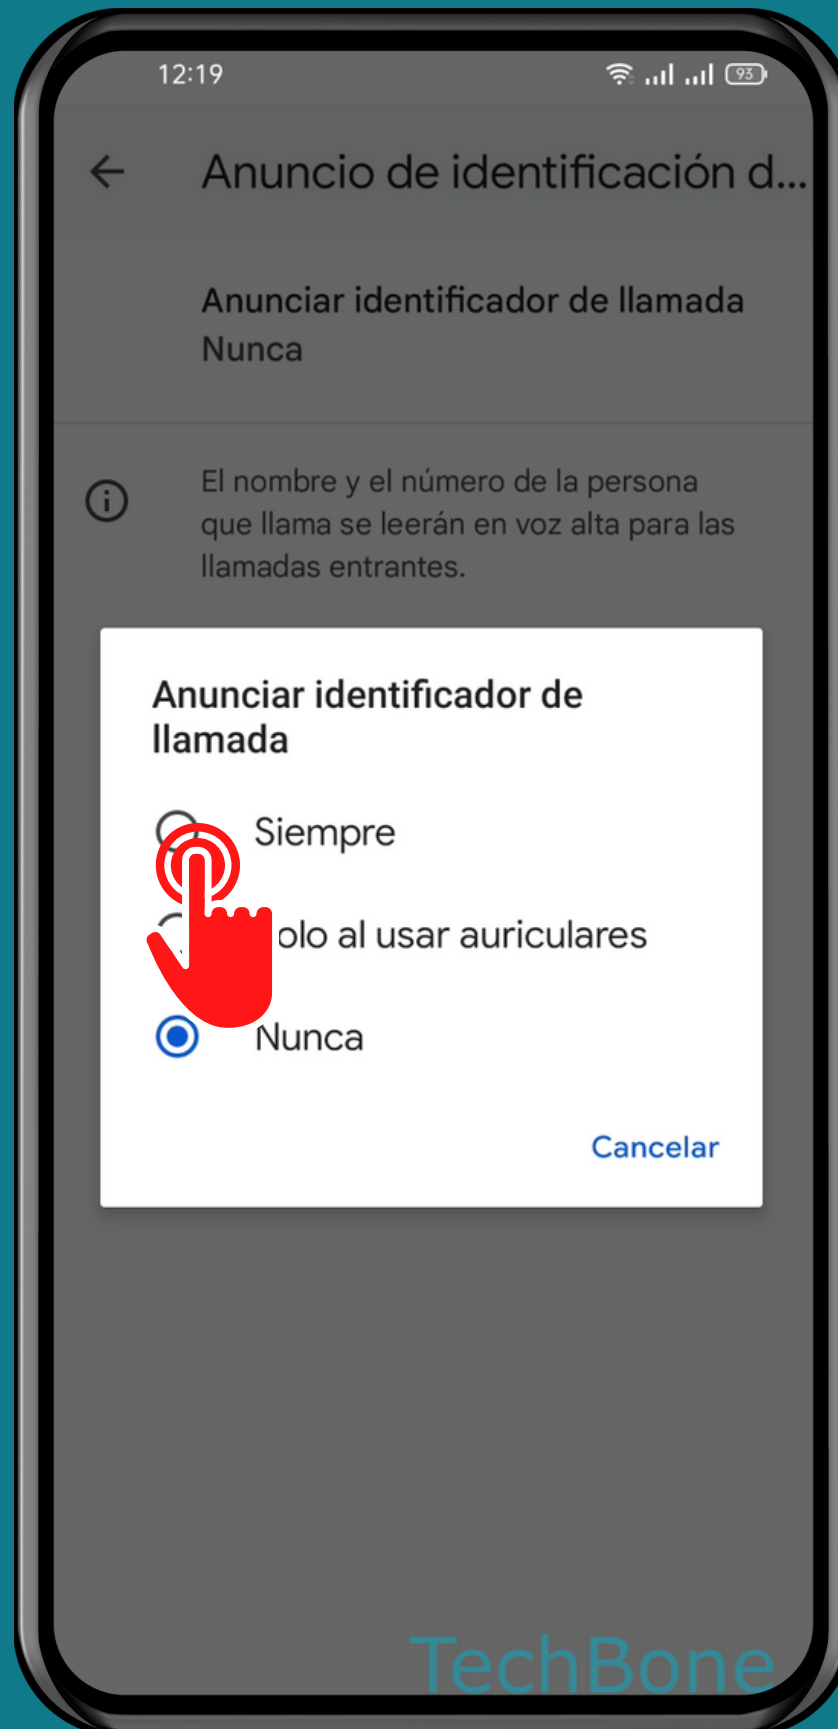 12:19
93
Anuncio de identificación d...
Anunciar identificador de llamada
Nunca
El nombre y el número de la persona
que llama se leerán en voz alta para las
llamadas entrantes.
Anunciar identificador de
llamada
Siempre
olo al usar auriculares
Nunca
Cancelar
TechBone